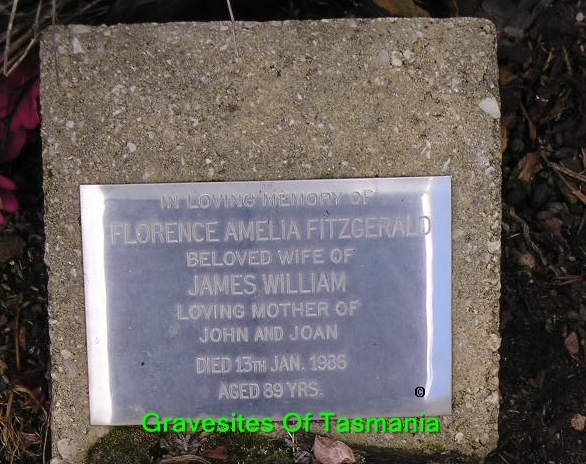 IN LOVING MEMORY OF
FLORENCE AMELIA FITZGERALD
BELOVED WIFE OF
JAMES WILLIAM
LOVING MOTHER OF
JOHN AND JOAN
DIED 13TH JAN. 1986
AGED 89 YRS.
©
Gravesites Of Tasmania